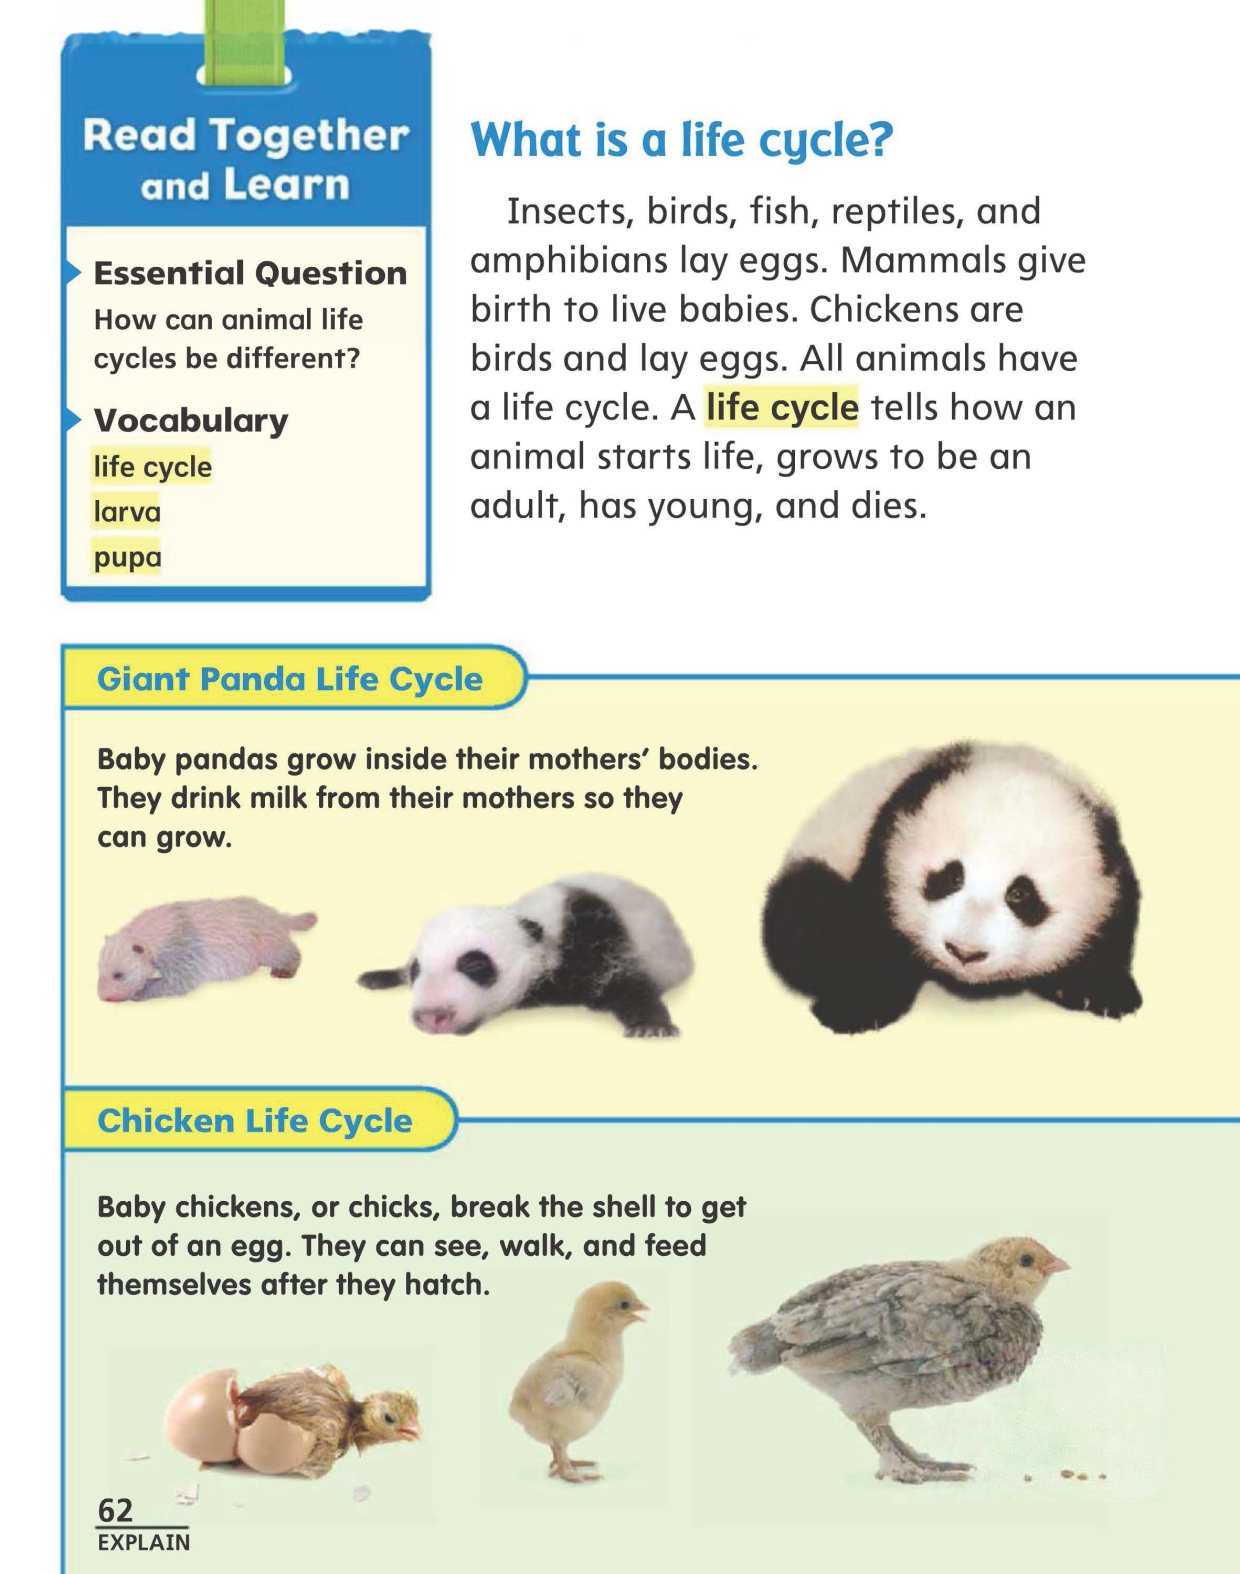 Read Together
and Learn
Essential Question
How can animal life
cycles be different?
Vocabulary
life cycle
larva
pupa
What is a life cycle?
Insects, birds, fish, reptiles, and
amphibians lay eggs. Mammals give
birth to live babies. Chickens are
birds and lay eggs. All animals have
a life cycle. A life cycle tells how an
animal starts life, grows to be an
adult, has young, and dies.
Giant Panda Life Cycle
Baby pandas grow inside their mothers’ bodies.
They drink milk from their mothers so they
can grow.
Chicken Life Cycle
Baby chickens, or chicks, break the shell to get
out of an egg. They can see, walk, and feed
themselves after they hatch.
62
EXPLAIN